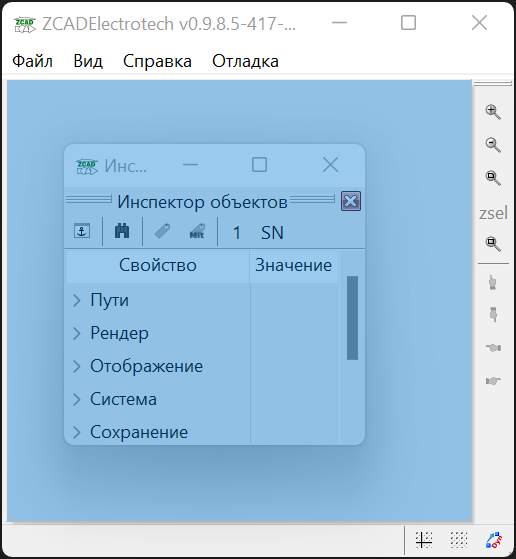 ZCADElectrotech v0.9.8.5-417-...
Файл Вид Справка Отладка
ZCAD Инс...
Инспектор объектов
1 SN
Свойство Значение
Пути
Рендер
Отображение
Система
Сохранение
zsel